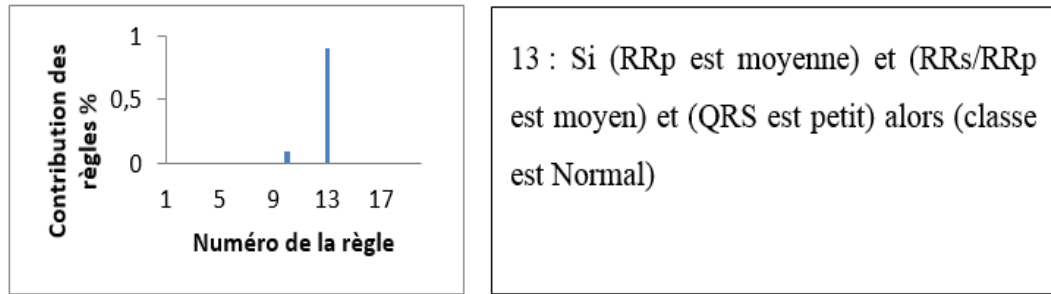 Contribution des
règles %
1
0,5
0
1 5 9 13 17
Numéro de la règle
13 : Si (RRp est moyenne) et (RRs/RRp
est moyen) et (QRS est petit) alors (classe
est Normal)